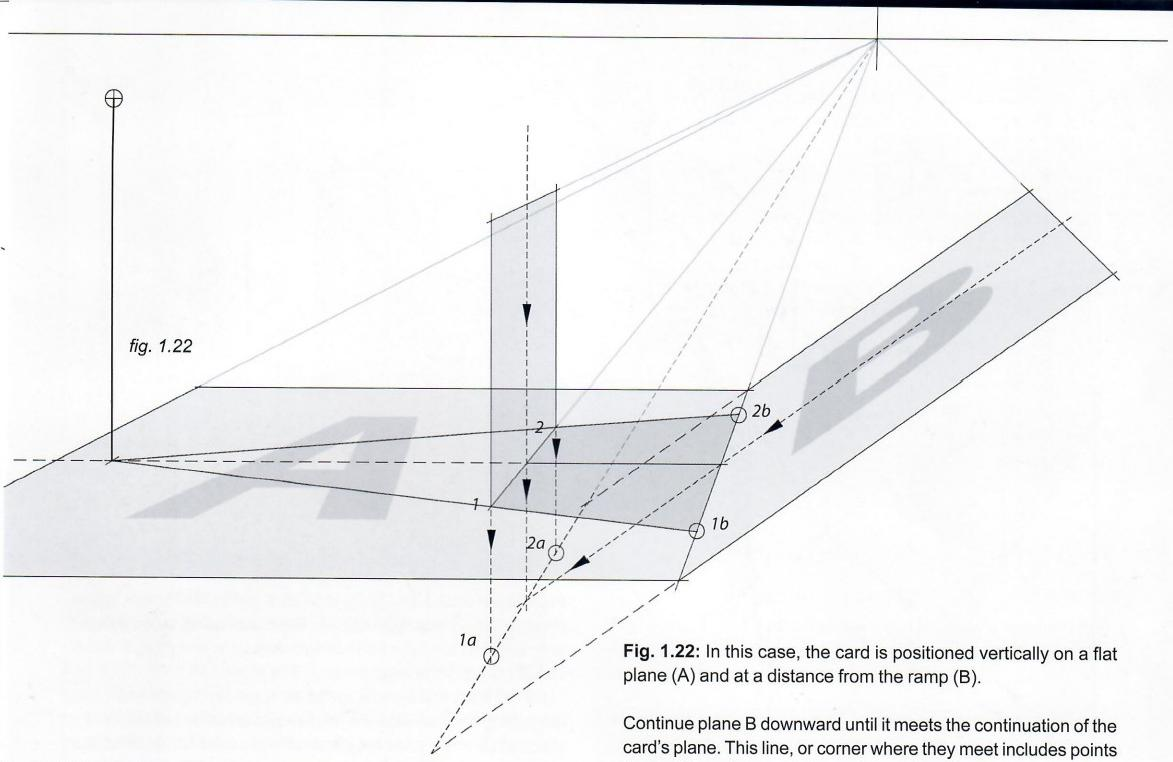 fig. 1.22
A
B
2
2b
1
1b
2a
1a
Fig. 1.22: In this case, the card is positioned vertically on a flat
plane (A) and at a distance from the ramp (B).
Continue plane B downward until it meets the continuation of the
card's plane. This line, or corner where they meet includes points